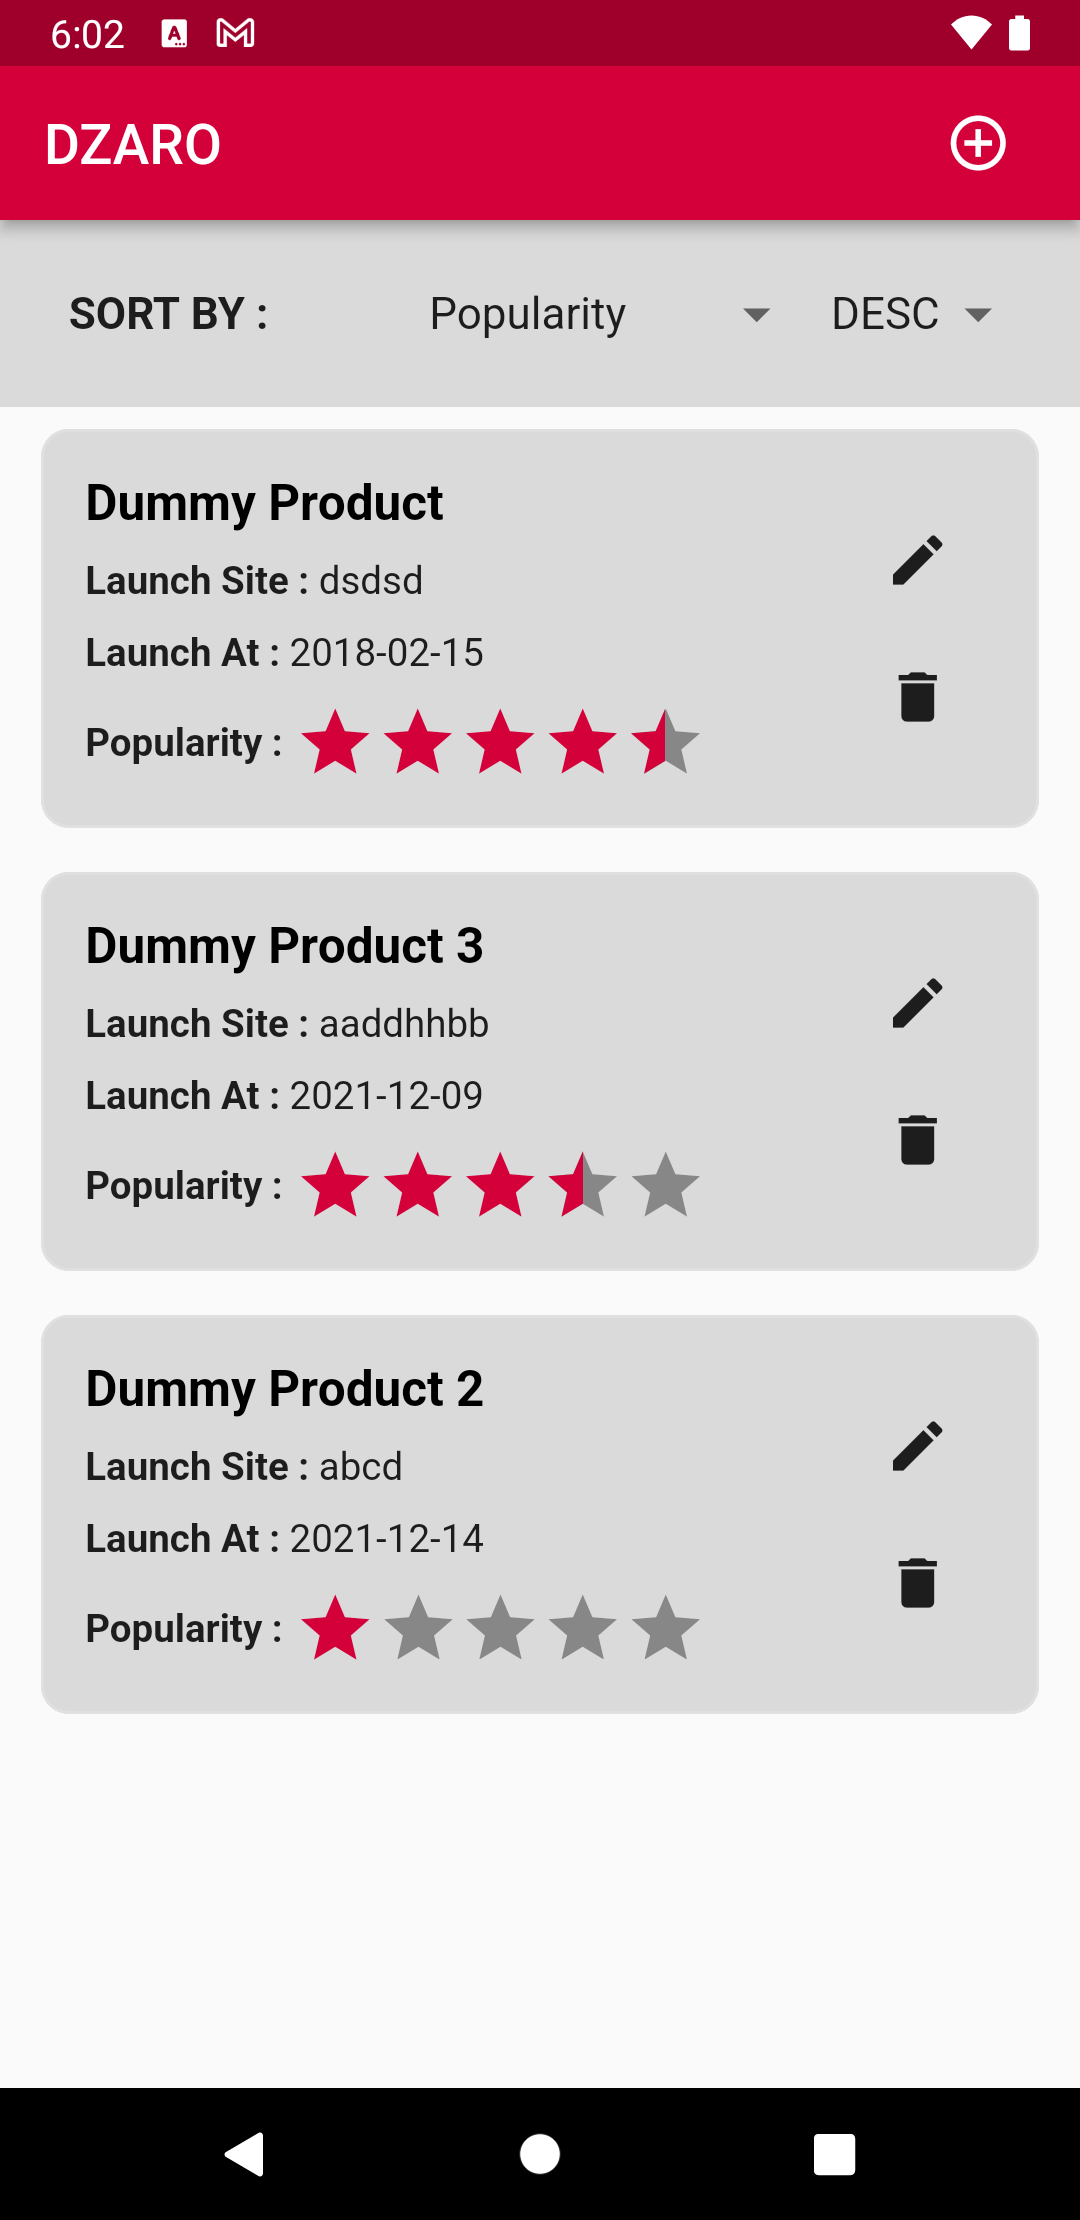 6:02
DZARO
SORT BY : Popularity DESC
Dummy Product
Launch Site : dsdsd
Launch At : 2018-02-15
Popularity :
Dummy Product 3
Launch Site : aaddhhbb
Launch At : 2021-12-09
Popularity :
Dummy Product 2
Launch Site : abcd
Launch At : 2021-12-14
Popularity :